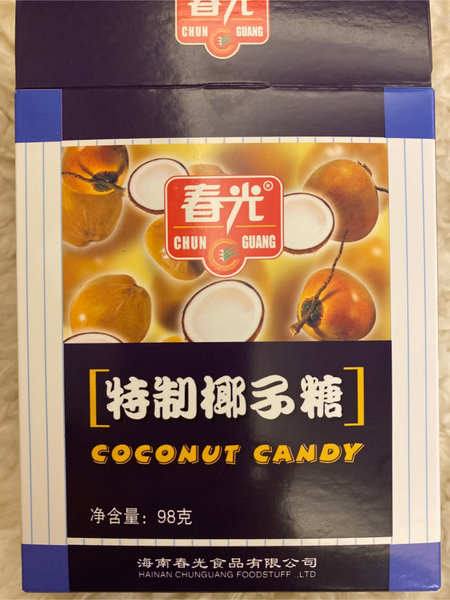 春光
CHUN GUANG
春光®
CHUN GUANG
[特制椰子糖]
COCONUT CANDY
净含量: 98克
海南春光食品有限公司
HAINAN CHUNGUANG FOODSTUFF .,LTD